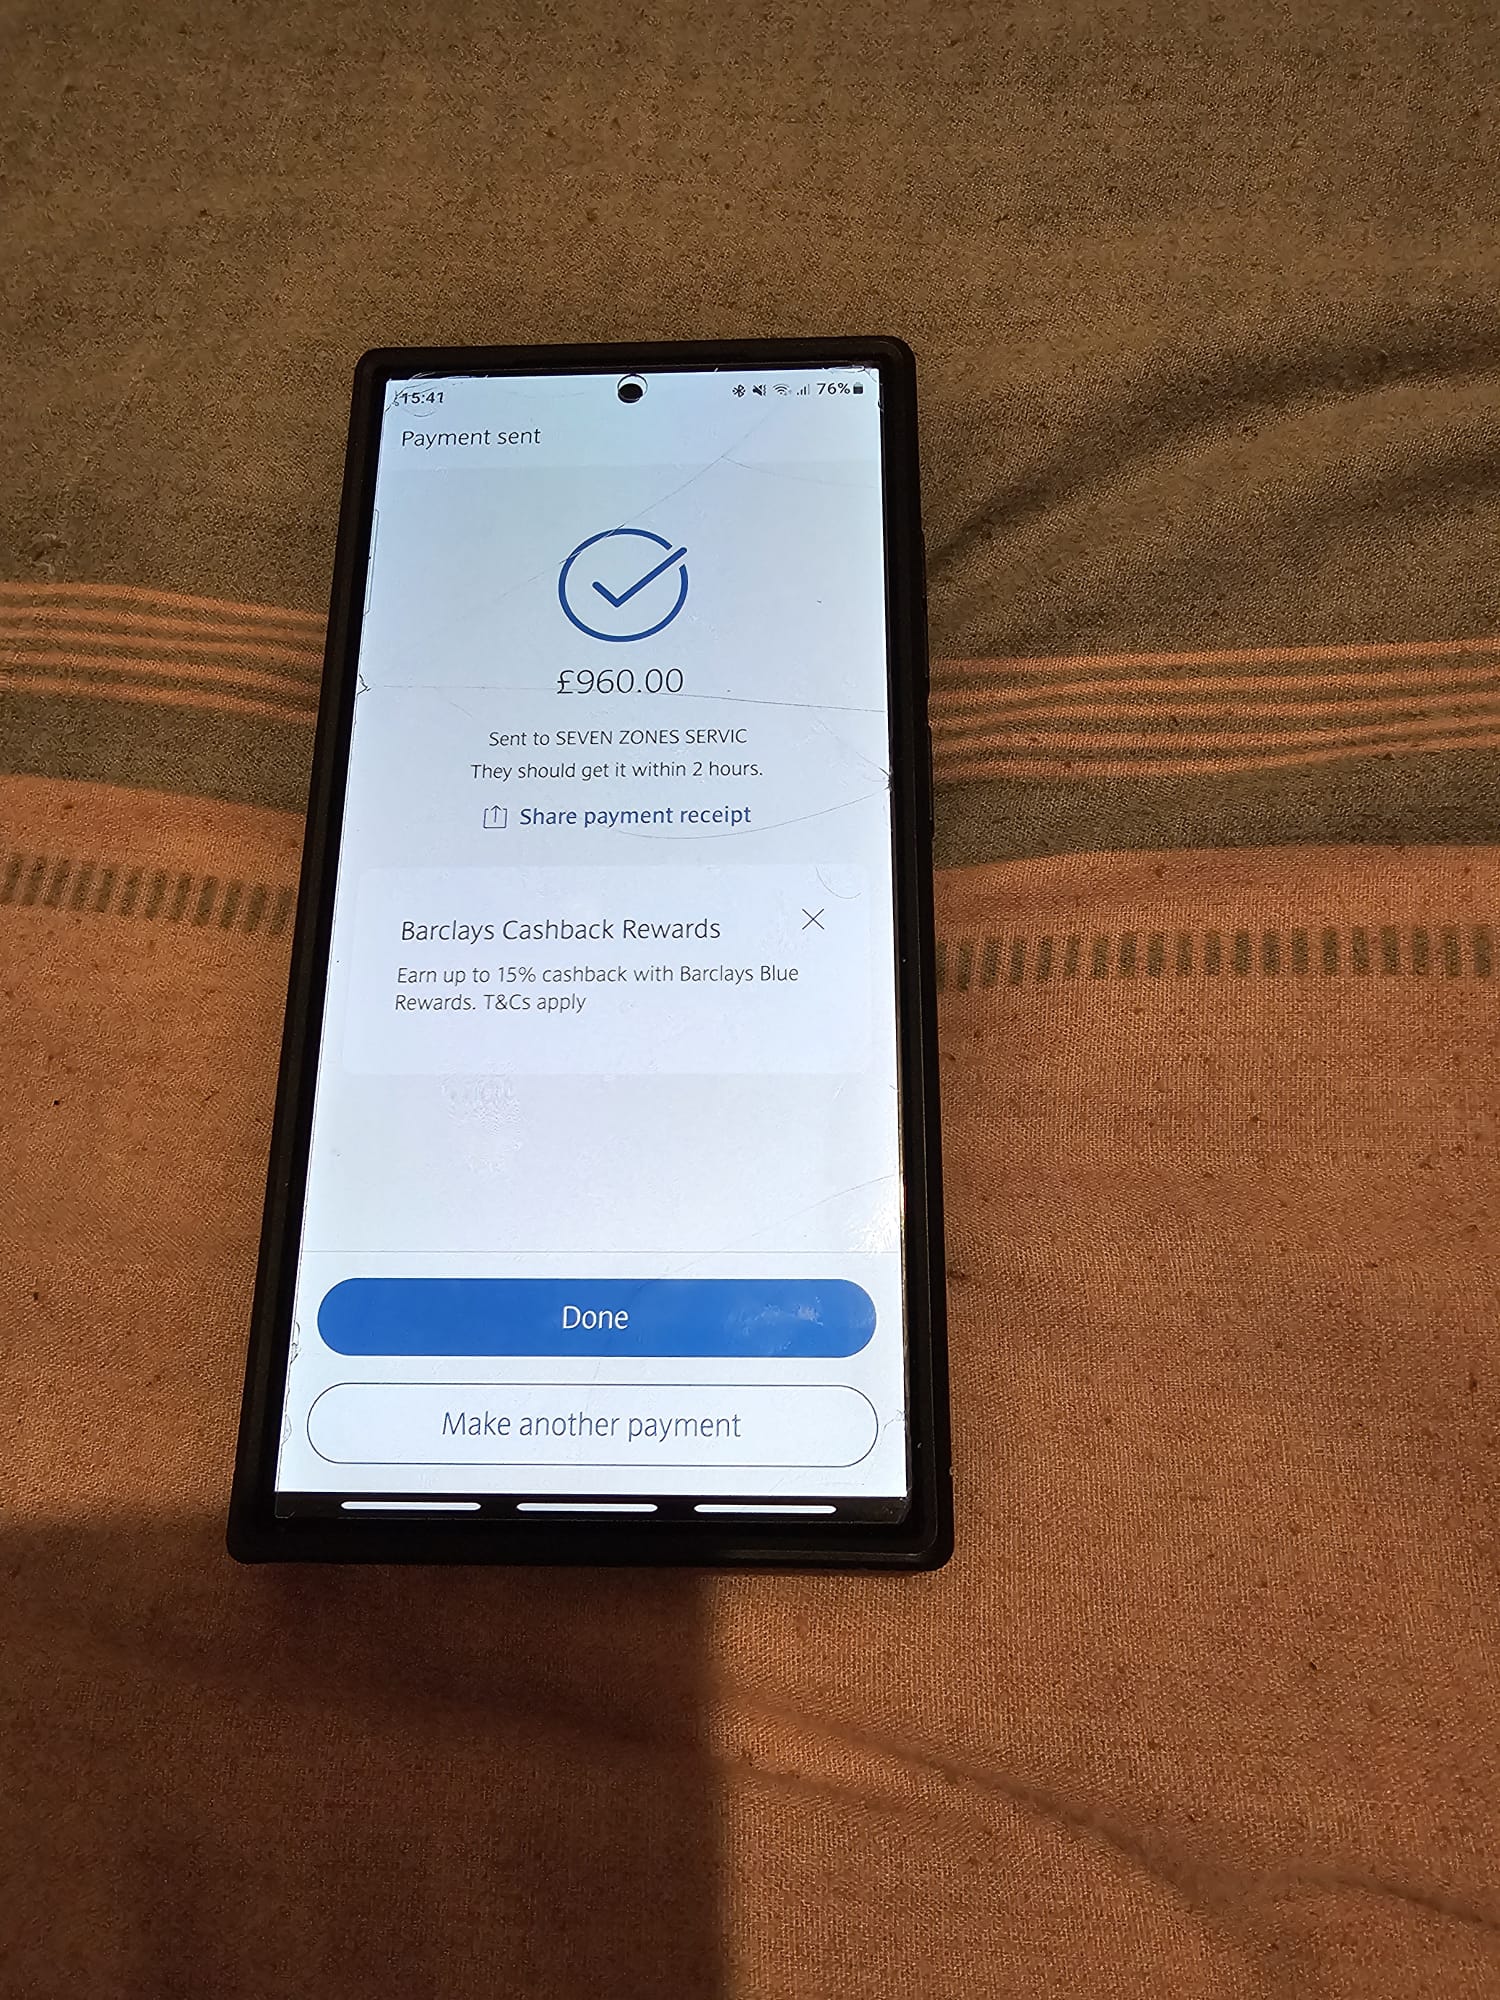 15:41
76%
Payment sent
£960.00
Sent to SEVEN ZONES SERVIC
They should get it within 2 hours.
Share payment receipt
Barclays Cashback Rewards
Earn up to 15% cashback with Barclays Blue
Rewards. T&Cs apply
Done
Make another payment